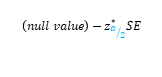 (null value) − z*α/2 SE